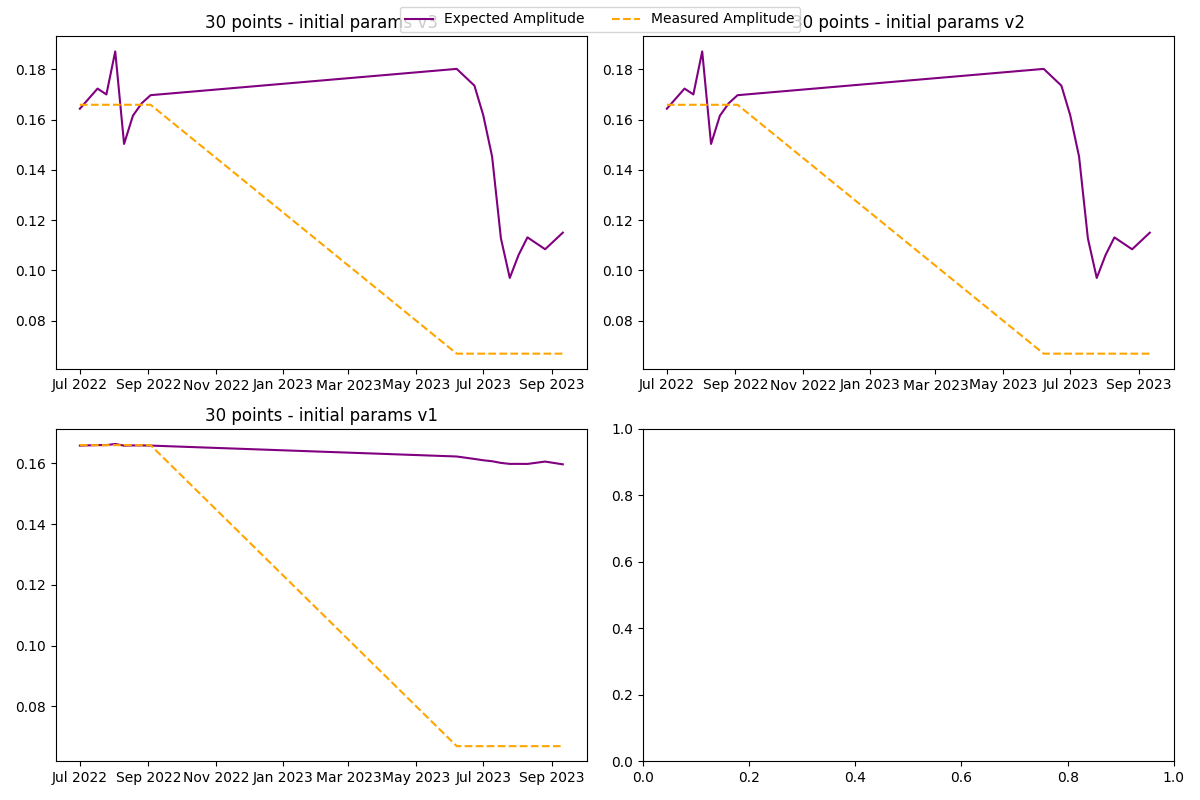 Expected Amplitude Measured Amplitude
30 points - initial params v3
30 points - initial params v2
0.18
0.16
0.14
0.12
0.10
0.08
Jul 2022 Sep 2022 Nov 2022 Jan 2023 Mar 2023 May 2023 Jul 2023 Sep 2023
0.18
0.16
0.14
0.12
0.10
0.08
Jul 2022 Sep 2022 Nov 2022 Jan 2023 Mar 2023 May 2023 Jul 2023 Sep 2023
30 points - initial params v1
0.16
0.14
0.12
0.10
0.08
Jul 2022 Sep 2022 Nov 2022 Jan 2023 Mar 2023 May 2023 Jul 2023 Sep 2023
1.0
0.8
0.6
0.4
0.2
0.0
0.0 0.2 0.4 0.6 0.8 1.0